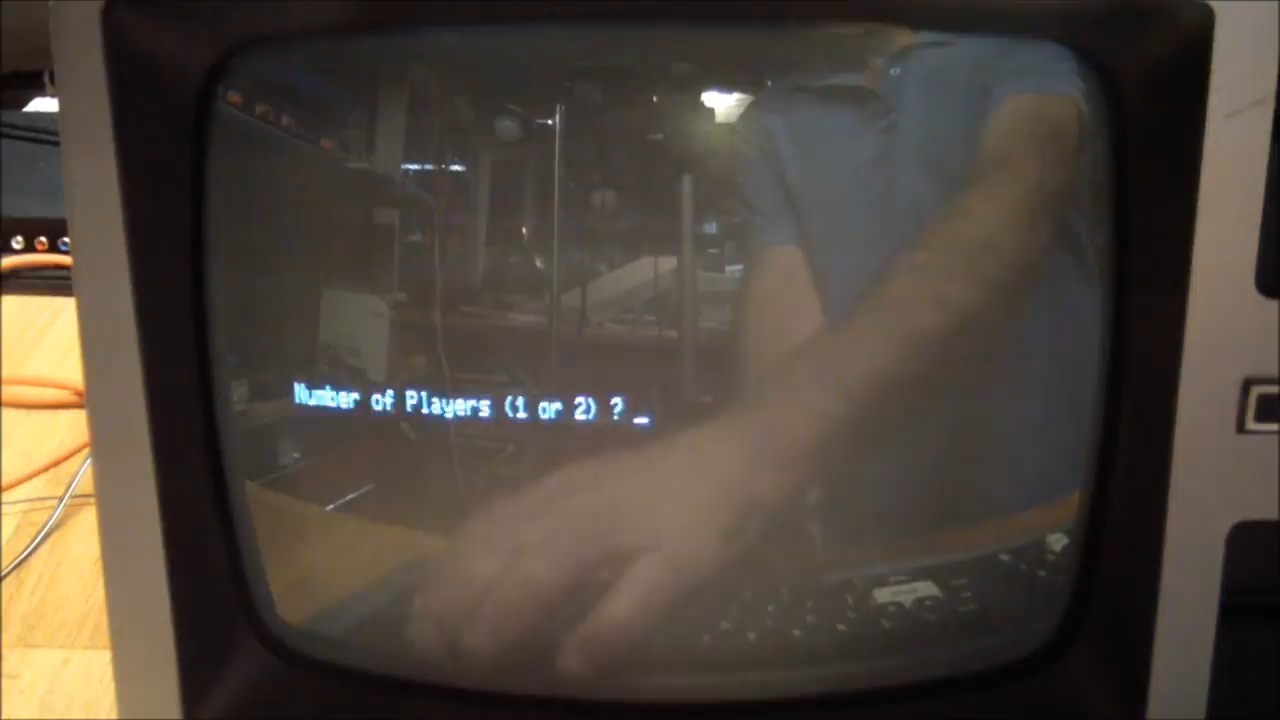 Number of Players (1 or 2) ? _